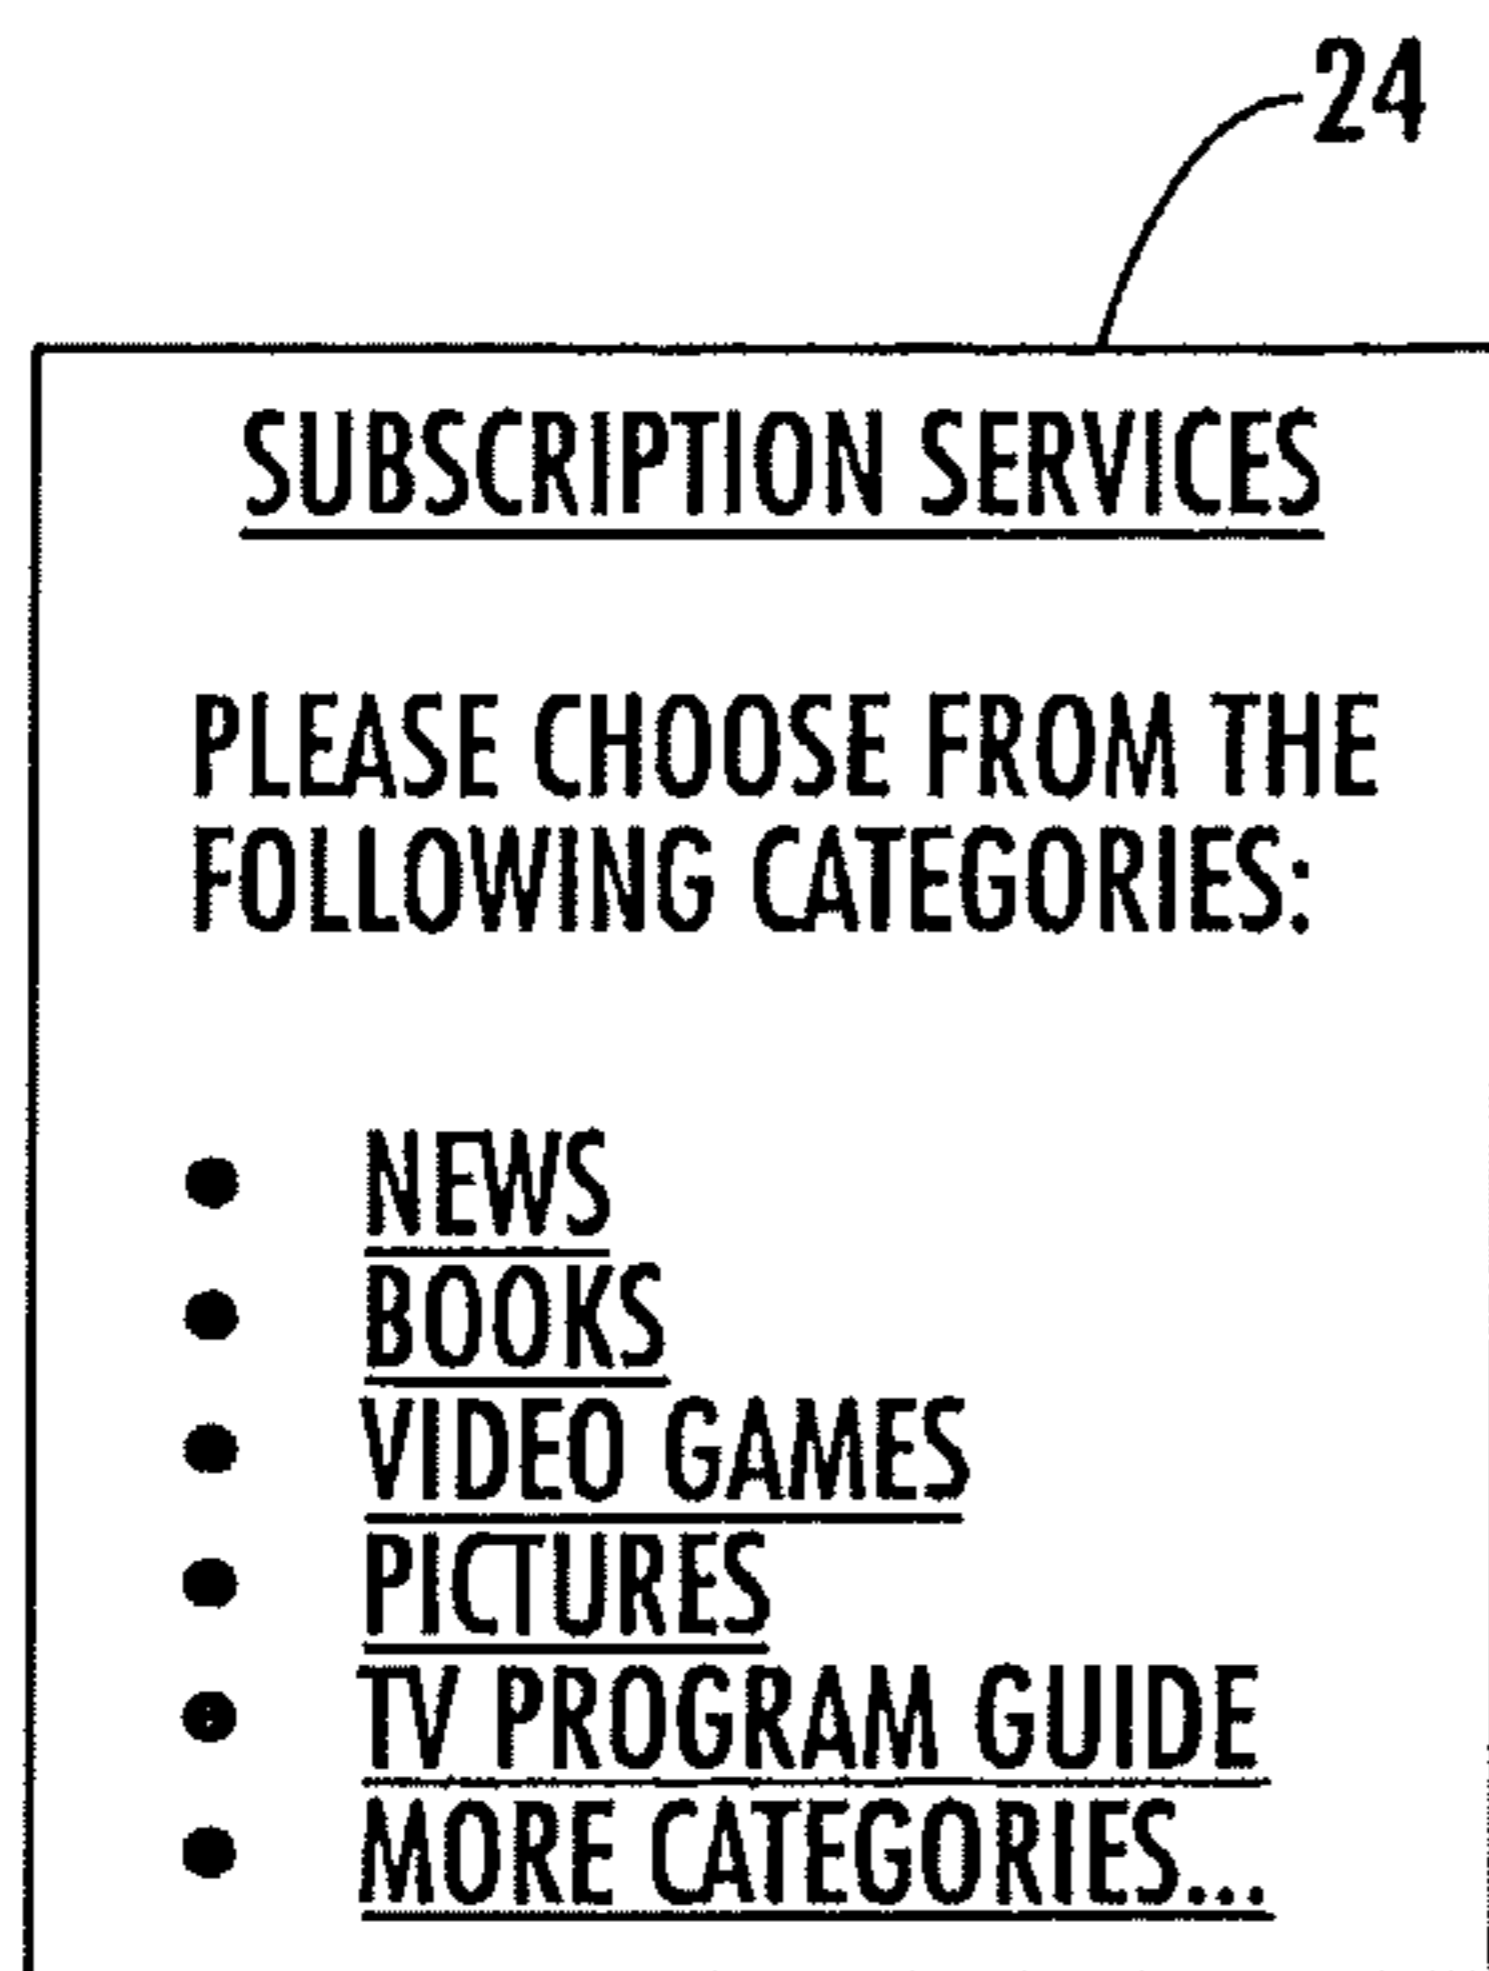 24
SUBSCRIPTION SERVICES
PLEASE CHOOSE FROM THE
FOLLOWING CATEGORIES:
● NEWS
● BOOKS
● VIDEO GAMES
● PICTURES
● TV PROGRAM GUIDE
● MORE CATEGORIES...